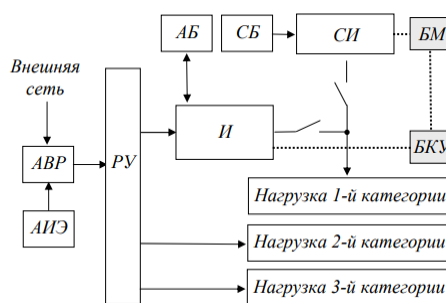 АБ
СБ
СИ
БМ
Внешняя
сеть
РУ
И
БКУ
АВР
АИЭ
Нагрузка 1-й категории
Нагрузка 2-й категории
Нагрузка 3-й категории